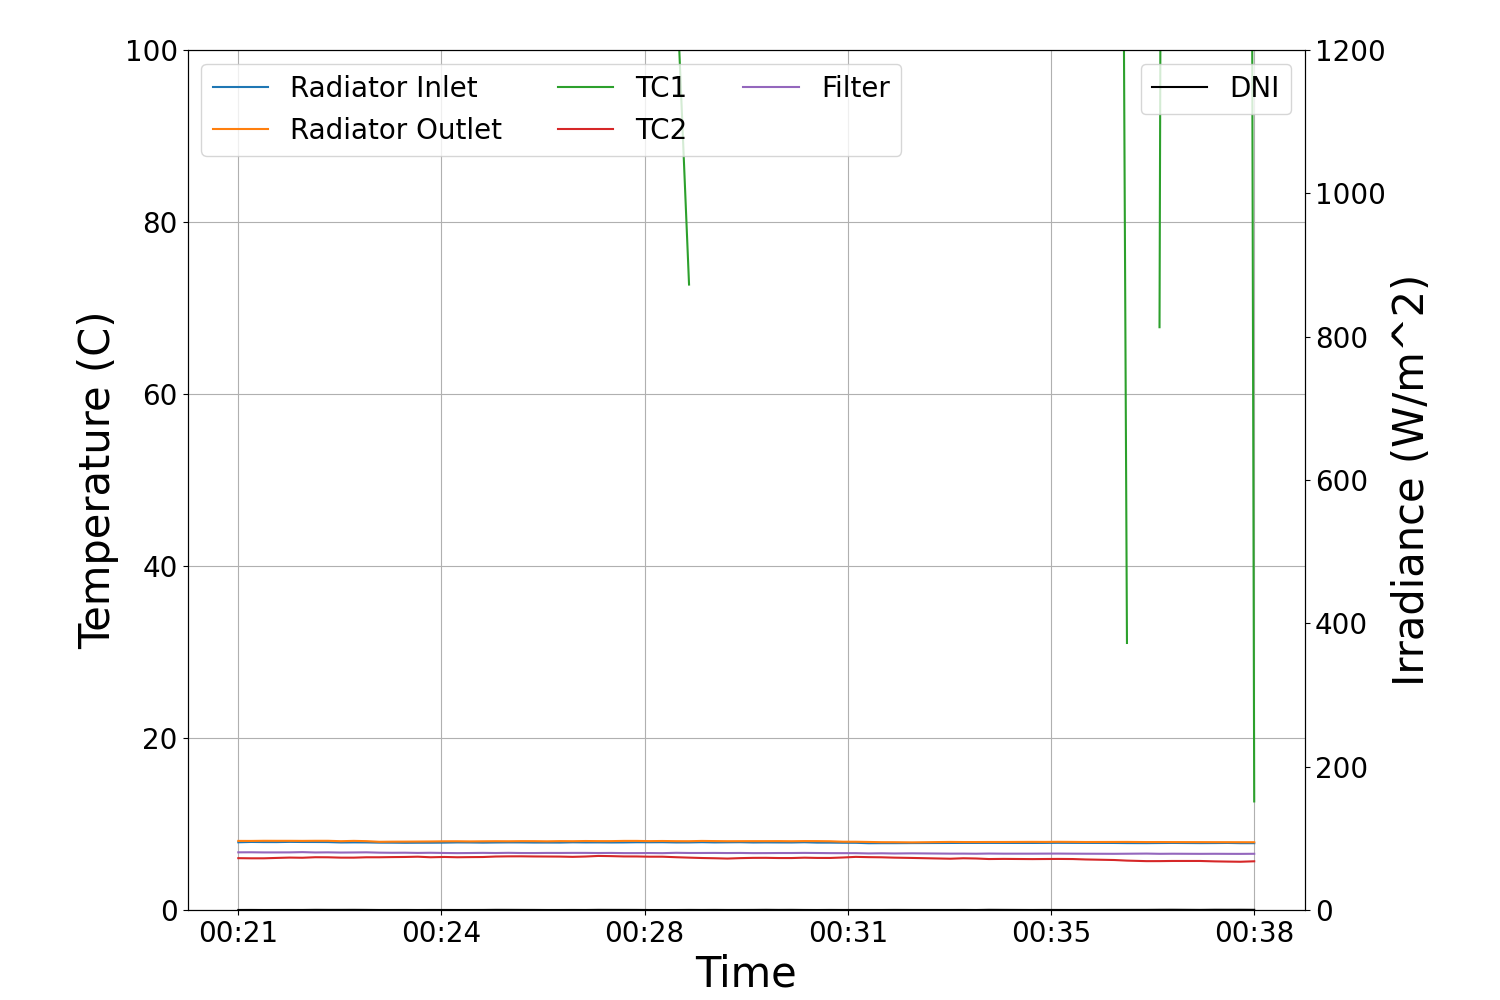 100
80
60
40
20
0
Temperature (C)
Radiator Inlet
Radiator Outlet
TC1
TC2
Filter
DNI
1200
1000
800
600
400
200
0
Irradiance (W/m^2)
00:21 00:24 00:28 00:31 00:35 00:38
Time